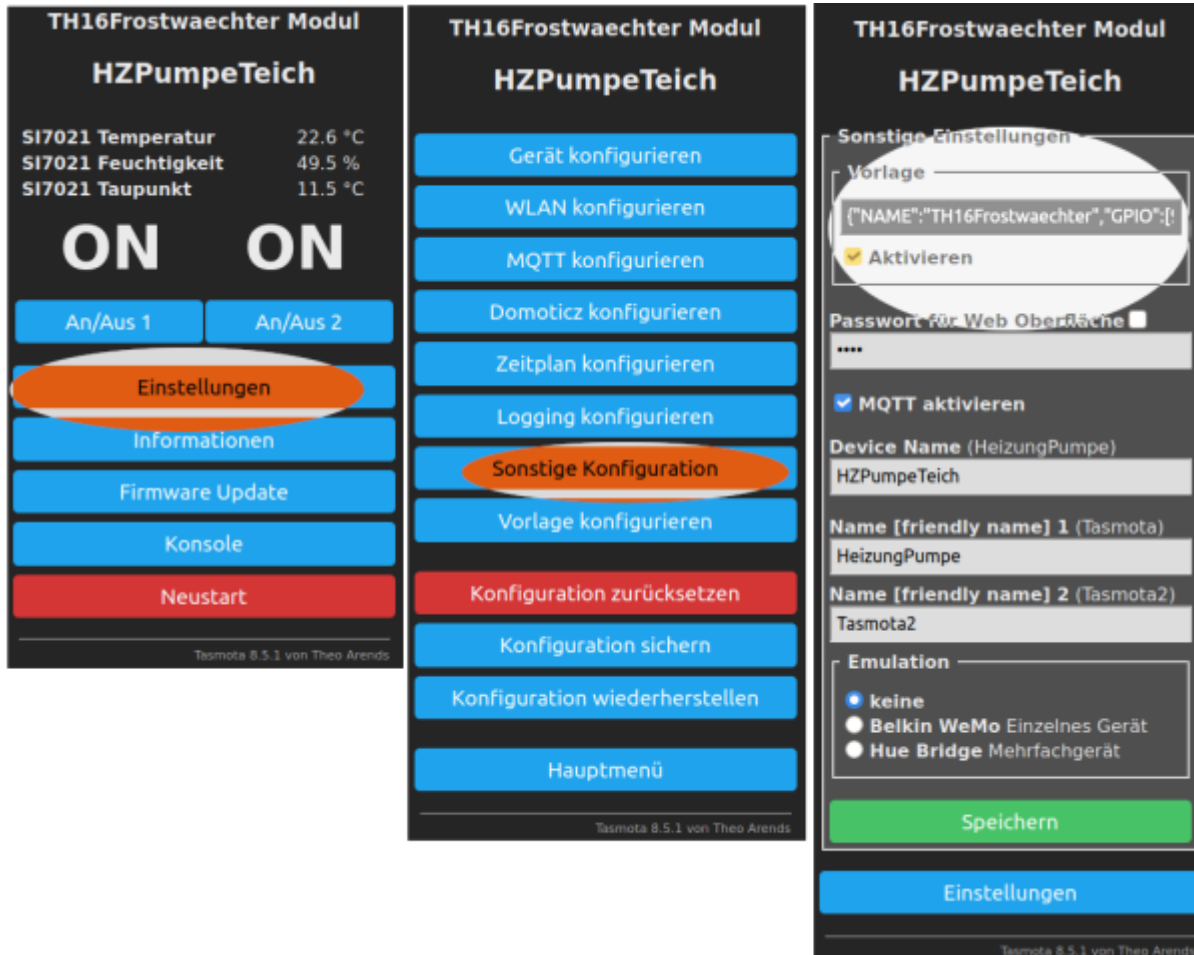 TH16Frostwaechter Modul
HZPumpeTeich
SI7021 Temperatur 22.6 °C
SI7021 Feuchtigkeit 49.5 %
SI7021 Taupunkt 11.5 °C
ON ON
An/Aus 1 An/Aus 2
Einstellungen
Informationen
Firmware Update
Konsole
Neustart
Tasmota 8.5.1 von Theo Arends
TH16Frostwaechter Modul
HZPumpeTeich
Gerät konfigurieren
WLAN konfigurieren
MQTT konfigurieren
Domoticz konfigurieren
Zeitplan konfigurieren
Logging konfigurieren
Sonstige Konfiguration
Vorlage konfigurieren
Konfiguration zurücksetzen
Konfiguration sichern
Konfiguration wiederherstellen
Hauptmenü
Tasmota 8.5.1 von Theo Arends
TH16Frostwaechter Modul
HZPumpeTeich
Sonstige Einstellungen
Vorlage
{"NAME":"TH16Frostwaechter","GPIO":[
Aktivieren
Passwort für Web Oberfläche
••••
MQTT aktivieren
Device Name (HeizungPumpe)
HZPumpeTeich
Name [friendly name] 1 (Tasmota)
HeizungPumpe
Name [friendly name] 2 (Tasmota2)
Tasmota2
Emulation
keine
Belkin WeMo Einzelnes Gerät
Hue Bridge Mehrfachgerät
Speichern
Einstellungen
Tasmota 8.5.1 von Theo Arends